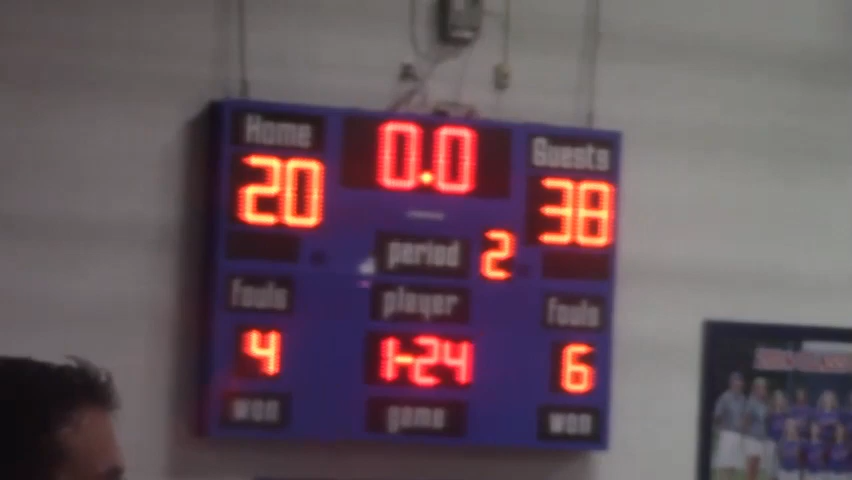 Home 0.0 Guests
20 38
period 2
fouls player fouls
4 1-24 6
won game won